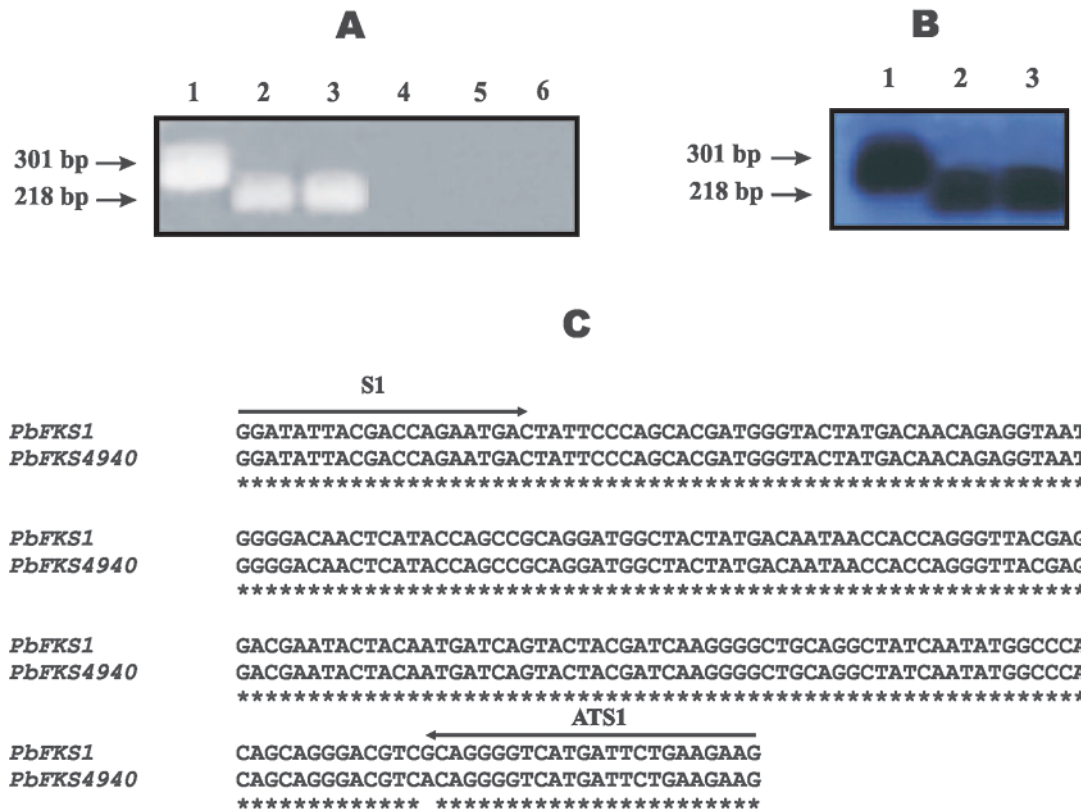 A
B
1 2 3 4 5 6
1 2 3
301 bp
218 bp
301 bp
218 bp
C
S1
PbFKS1 GGATATTACGACCAGAATGACTATTCCCAGCACGATGGGTACTATGACAACAGAGGTAAT
PbFKS4940 GGATATTACGACCAGAATGACTATTCCCAGCACGATGGGTACTATGACAACAGAGGTAAT
************************************************************
PbFKS1 GGGGACAACTCATACCAGCCGCAGGATGGCTACTATGACAATAACCACCAGGGTTACGAG
PbFKS4940 GGGGACAACTCATACCAGCCGCAGGATGGCTACTATGACAATAACCACCAGGGTTACGAG
************************************************************
PbFKS1 GACGAATACTACAATGATCAGTACTACGATCAAGGGGCTGCAGGCTATCAATATGGCCCA
PbFKS4940 GACGAATACTACAATGATCAGTACTACGATCAAGGGGCTGCAGGCTATCAATATGGCCCA
************************************************************
ATS1
PbFKS1 CAGCAGGGACGTCGCAGGGGTCATGATTCTGAAGAAG
PbFKS4940 CAGCAGGGACGTCACAGGGGTCATGATTCTGAAGAAG
************* ***********************